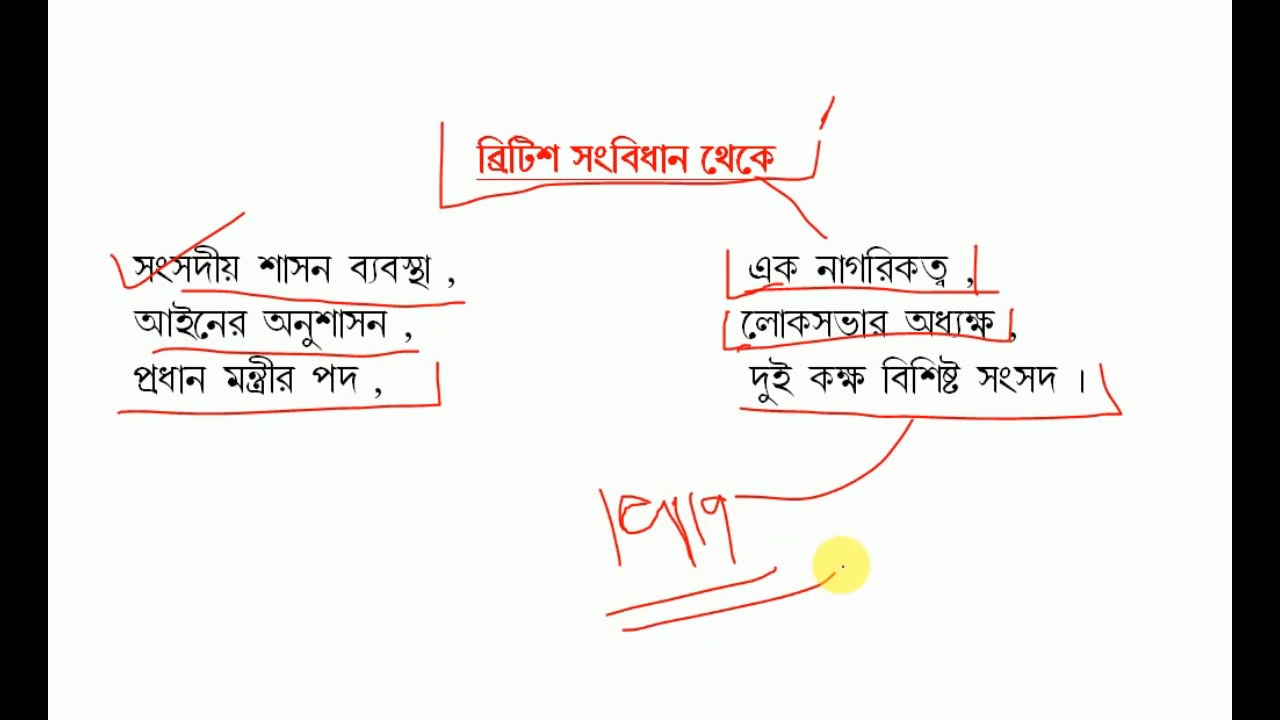 ব্রিটিশ সংবিধান থেকে
সংসদীয় শাসন ব্যবস্থা ,
আইনের অনুশাসন ,
প্রধান মন্ত্রীর পদ ,
এক নাগরিকত্ব ,
লোকসভার অধ্যক্ষ ,
দুই কক্ষ বিশিষ্ট সংসদ ।